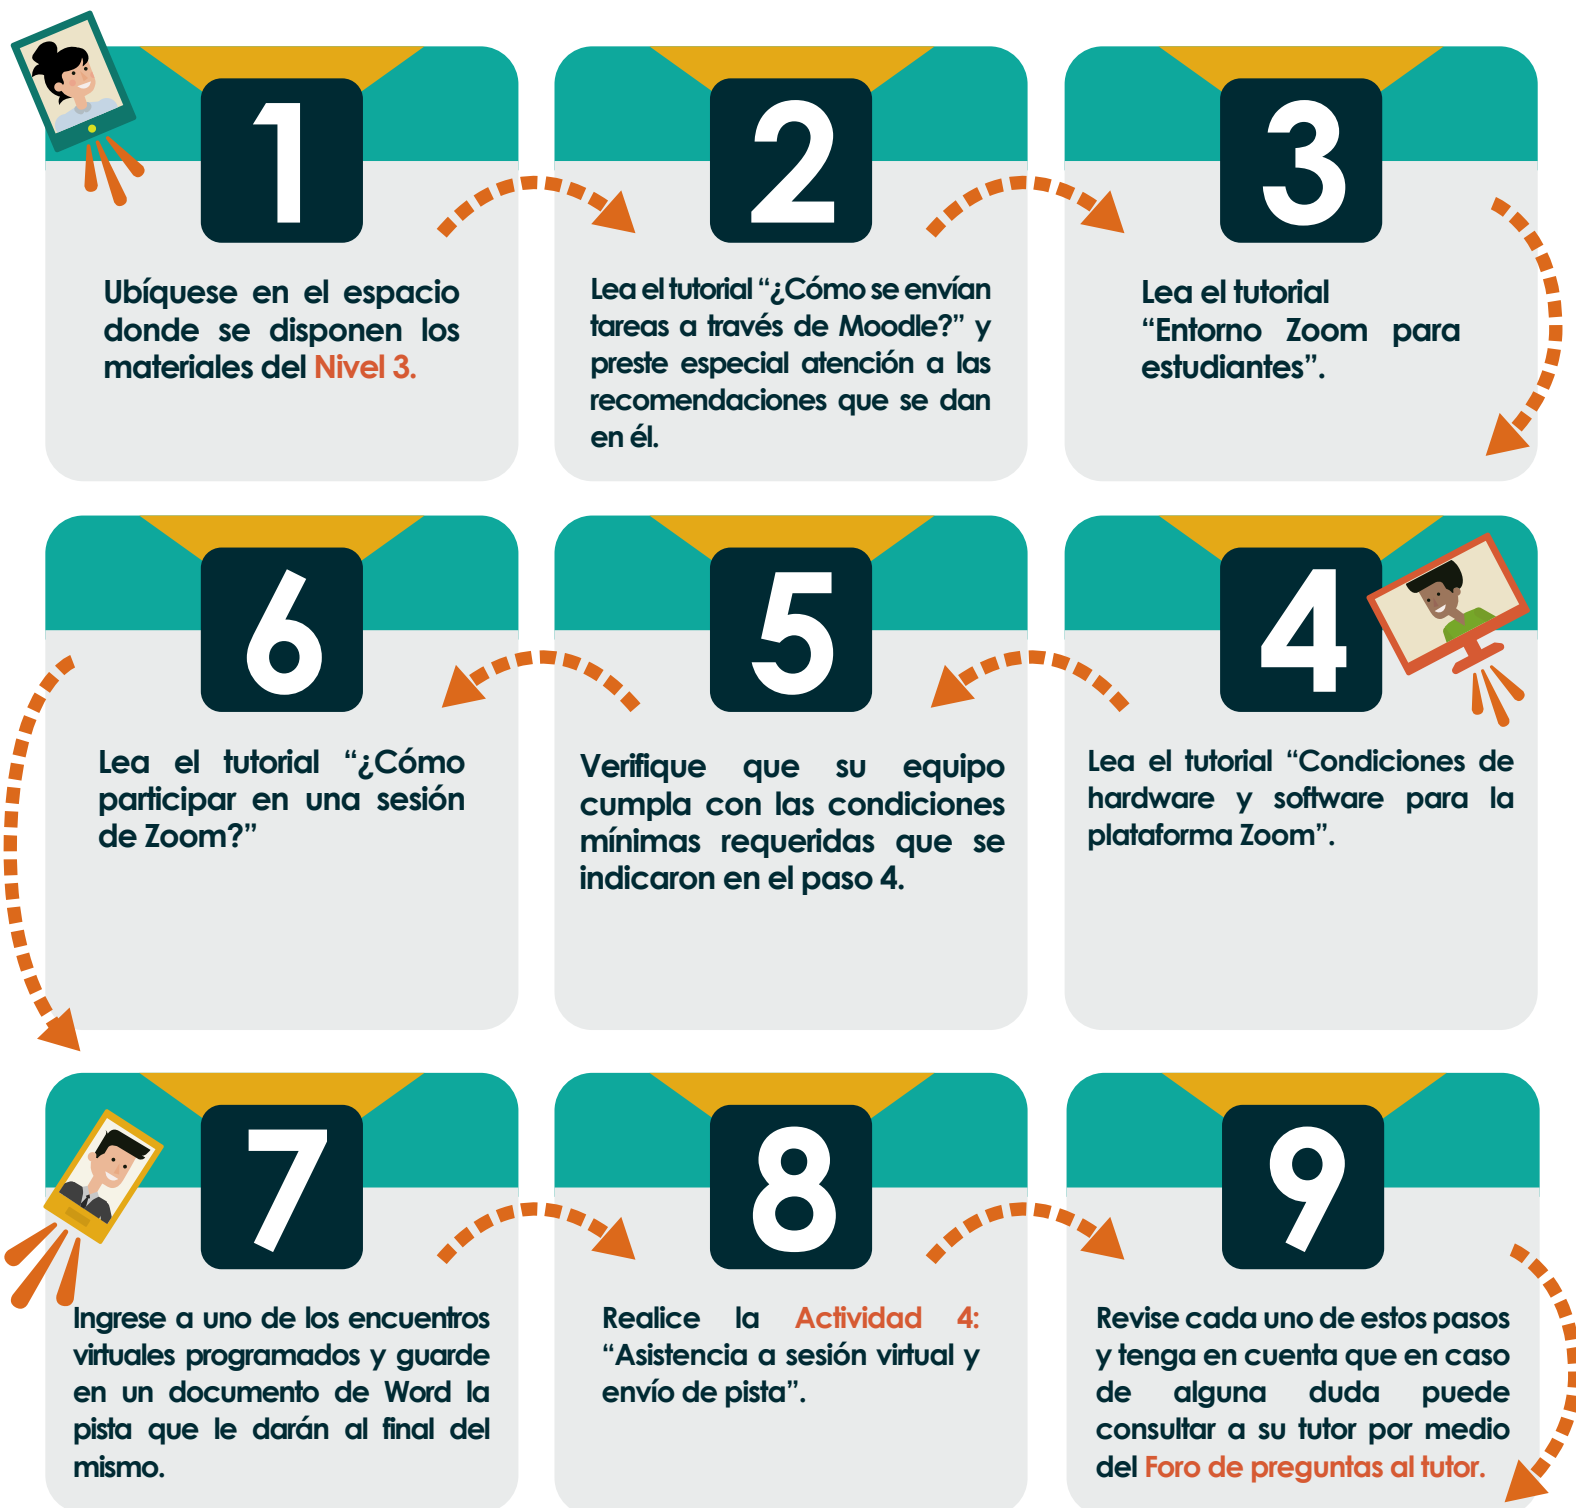 1
Ubíquese en el espacio
donde se disponen los
materiales del Nivel 3.
2
Lea el tutorial “¿Cómo se envían
tareas a través de Moodle?” y
preste especial atención a las
recomendaciones que se dan
en él.
3
Lea el tutorial
“Entorno Zoom para
estudiantes”.
4
Lea el tutorial “Condiciones de
hardware y software para la
plataforma Zoom”.
5
Verifique que su equipo
cumpla con las condiciones
mínimas requeridas que se
indicaron en el paso 4.
6
Lea el tutorial “¿Cómo
participar en una sesión
de Zoom?”
7
Ingrese a uno de los encuentros
virtuales programados y guarde
en un documento de Word la
pista que le darán al final del
mismo.
8
Realice la Actividad 4:
“Asistencia a sesión virtual y
envío de pista”.
9
Revise cada uno de estos pasos
y tenga en cuenta que en caso
de alguna duda puede
consultar a su tutor por medio
del Foro de preguntas al tutor.